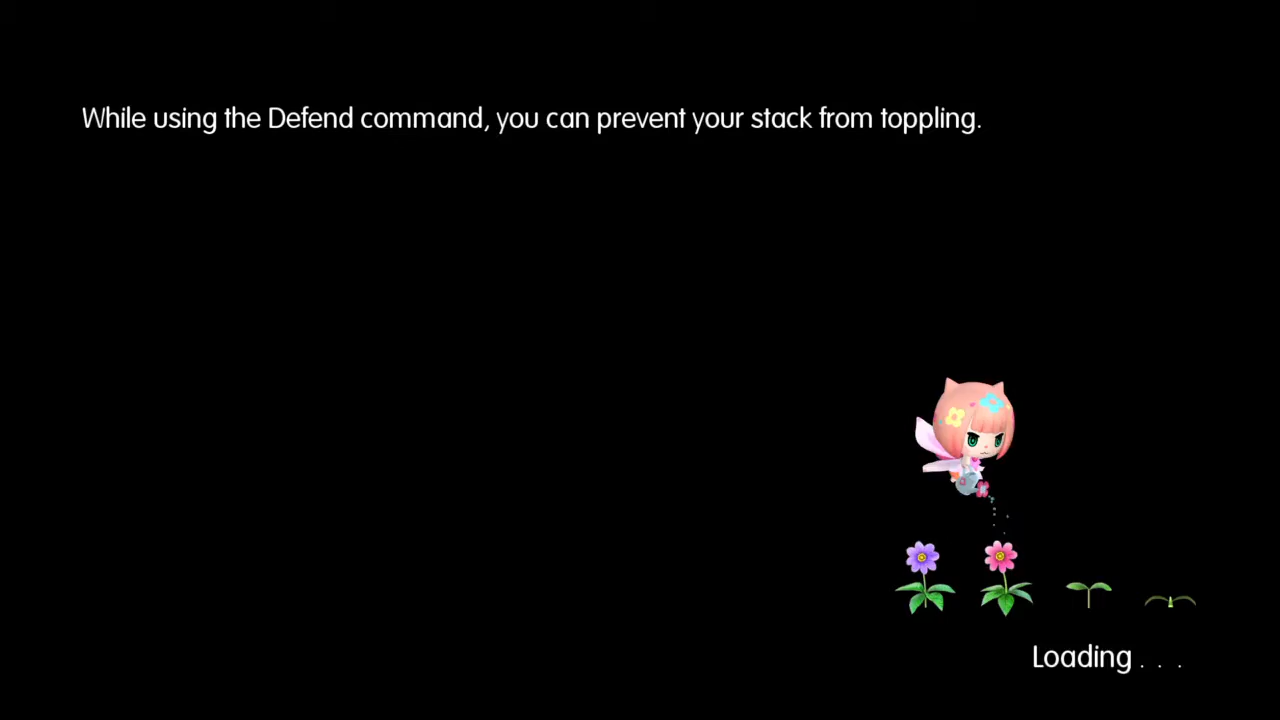 While using the Defend command, you can prevent your stack from toppling.
Loading . . .